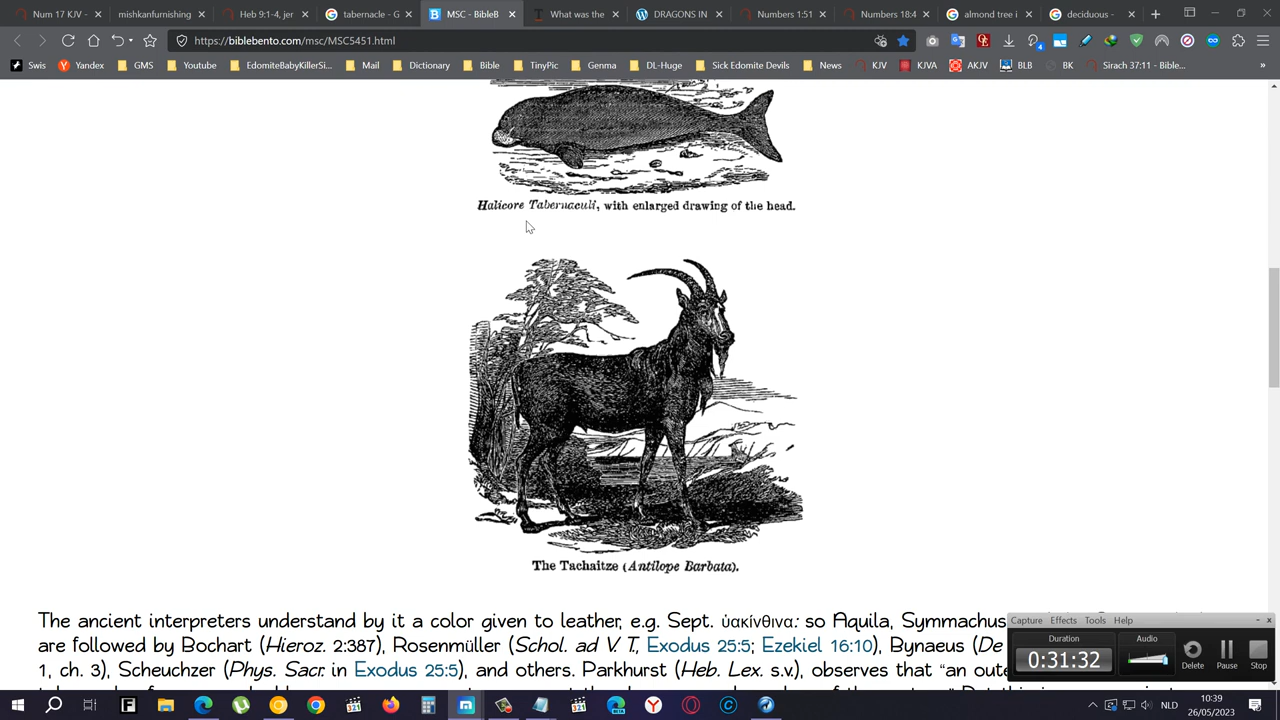 Num 17 KJV -
mishkanfurnishing
Heb 9:1-4, jer
tabernacle - G
MSC - BibleB
What was the
DRAGONS IN
Numbers 1:51
Numbers 18:4
almond tree i
deciduous -
https://biblebento.com/msc/MSC5451.html
Swis
Yandex
GMS
Youtube
EdomiteBabyKillerSi...
Mail
Dictionary
Bible
TinyPic
Genma
DL-Huge
Sick Edomite Devils
News
KJV
KJVA
AKJV
BLB
BK
Sirach 37:11 - Bible...
Halicore Tabernaculi, with enlarged drawing of the head.
The Tachaitze (Antilope Barbata).
The ancient interpreters understand by it a color given to leather, e.g. Sept. ὑακίνθινα: so Aquila, Symmachus
are followed by Bochart (Hieroz. 2:387), Rosenmüller (Schol. ad V. T., Exodus 25:5; Ezekiel 16:10), Bynaeus (De
1, ch. 3), Scheuchzer (Phys. Sacr. in Exodus 25:5), and others. Parkhurst (Heb. Lex. s.v.), observes that "an oute
Capture Effects Tools Help
Duration
Audio
00:31:32
Delete
Pause
Stop
NLD
10:39
26/05/2023